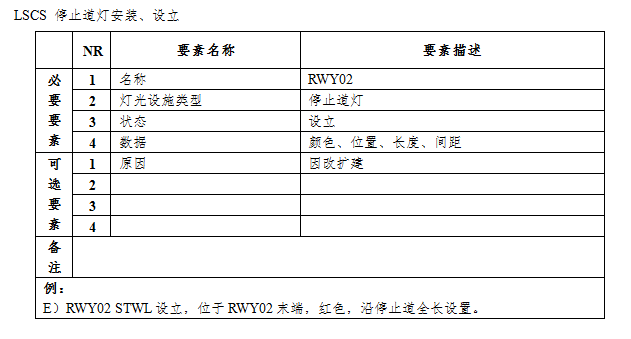 LSCS 停止道灯安装、设立
NR 要素名称 要素描述
必要要素
1 名称 RWY02
2 灯光设施类型 停止道灯
3 状态 设立
4 数据 颜色、位置、长度、间距
可选要素
1 原因 因改扩建
2
3
4
备注
例：
E）RWY02 STWL 设立，位于 RWY02 末端，红色，沿停止道全长设置。